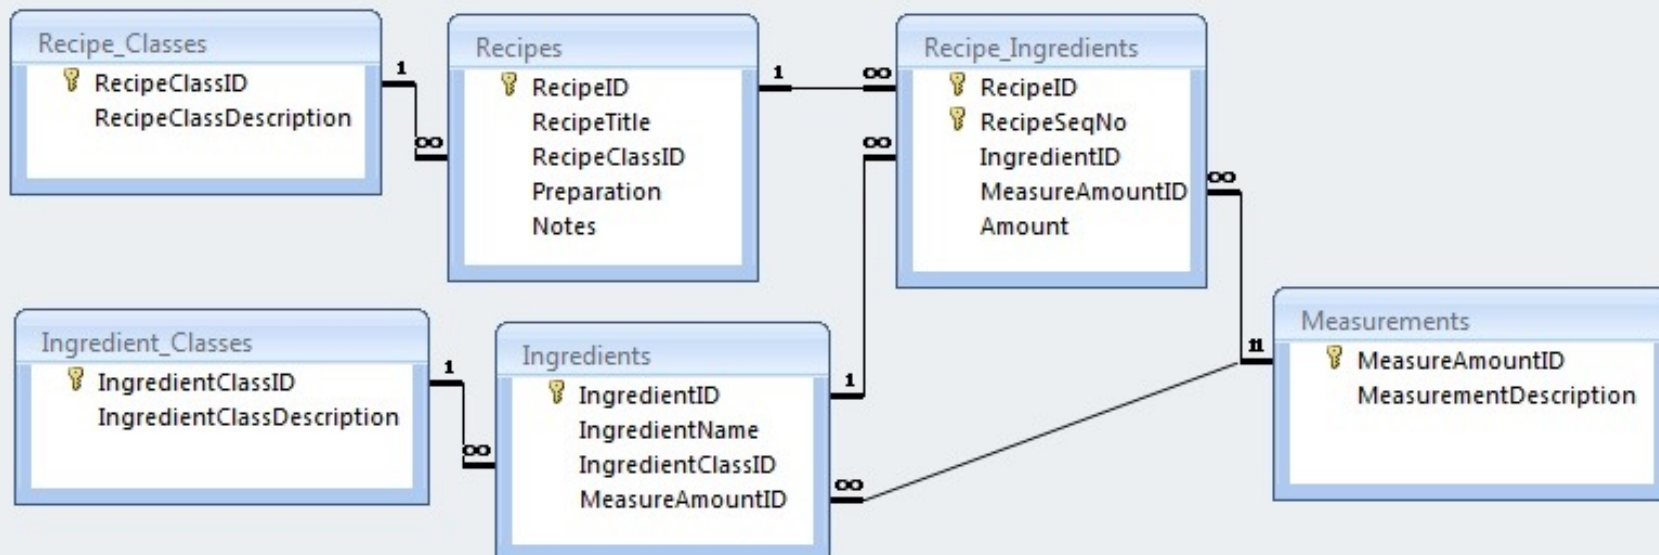 Recipe_Classes
RecipeClassID
RecipeClassDescription
1
∞
Recipes
RecipeID
RecipeTitle
RecipeClassID
Preparation
Notes
1
∞
∞
Recipe_Ingredients
RecipeID
RecipeSeqNo
IngredientID
MeasureAmountID
Amount
∞
Ingredient_Classes
IngredientClassID
IngredientClassDescription
1
∞
Ingredients
IngredientID
IngredientName
IngredientClassID
MeasureAmountID
1
∞
11
Measurements
MeasureAmountID
MeasurementDescription